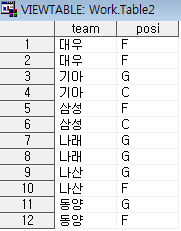 VIEWTABLE: Work.Table2
team posi
1 대우 F
2 대우 F
3 기아 G
4 기아 C
5 삼성 F
6 삼성 C
7 나래 G
8 나래 G
9 나산 G
10 나산 F
11 동양 G
12 동양 F